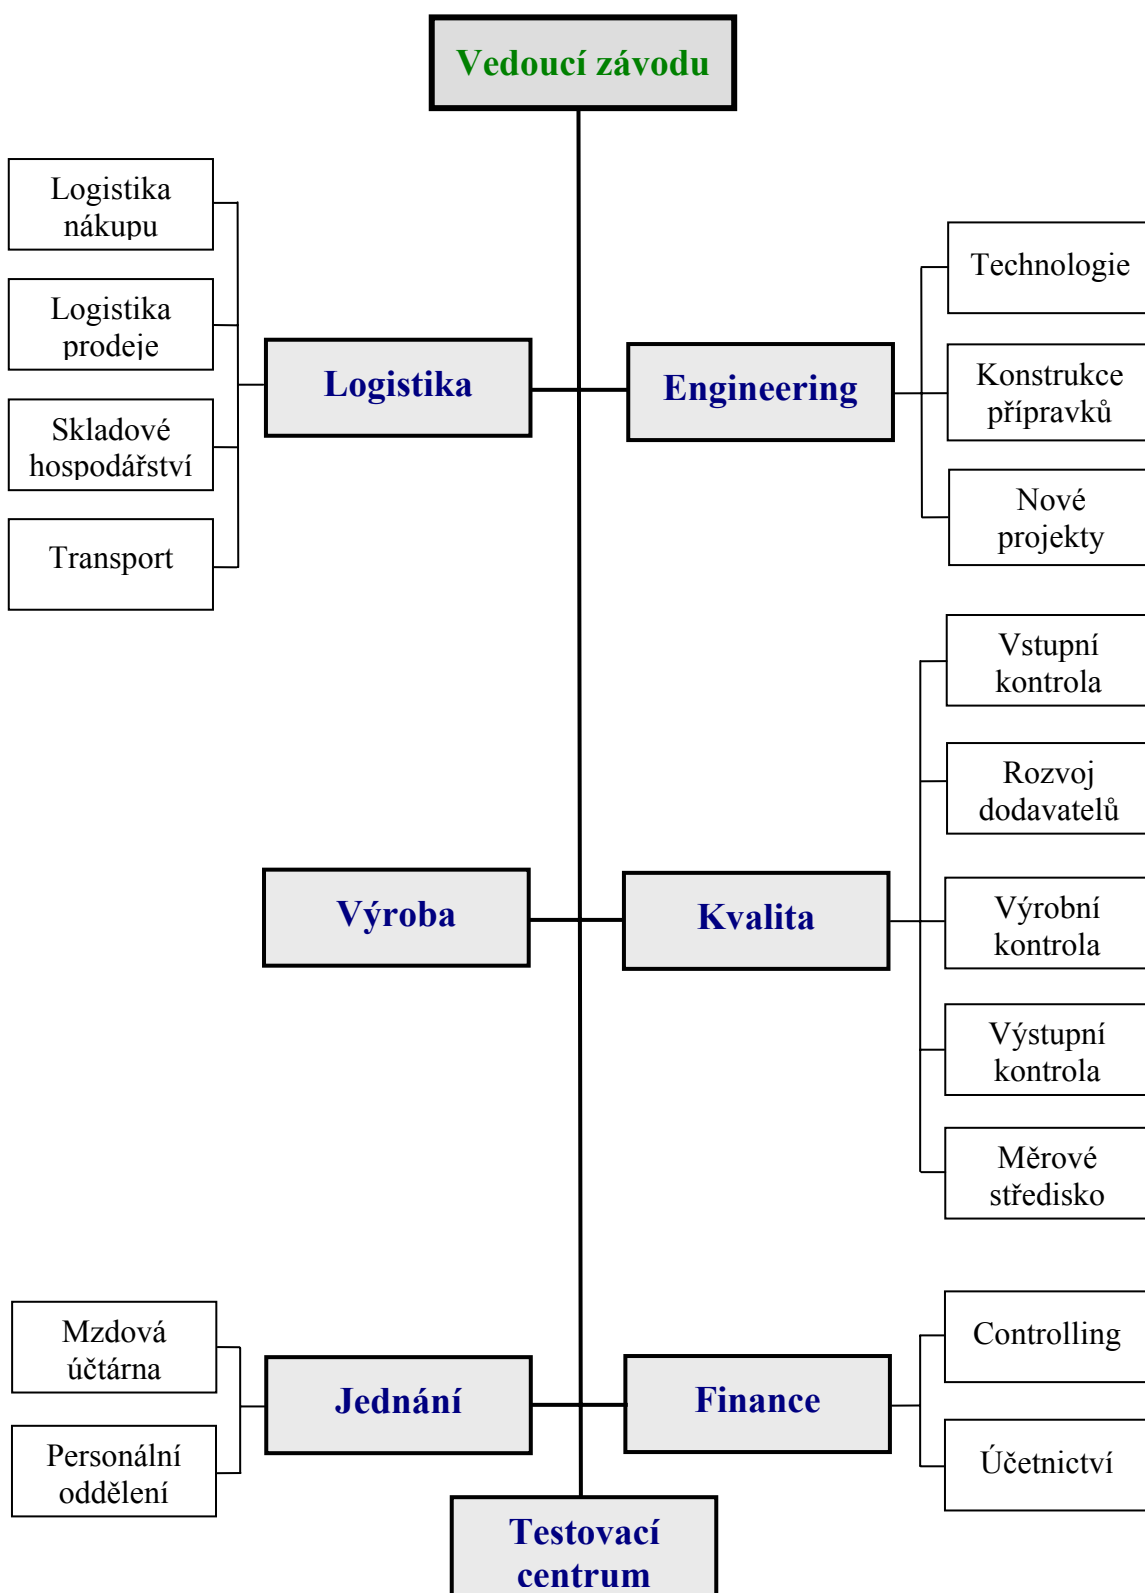 Vedoucí závodu
Logistika
nákupu
Logistika
prodeje
Skladové
hospodářství
Transport
Logistika
Engineering
Technologie
Konstrukce
přípravků
Nové
projekty
Výroba
Kvalita
Vstupní
kontrola
Rozvoj
dodavatelů
Výrobní
kontrola
Výstupní
kontrola
Měrové
středisko
Mzdová
účtárna
Personální
oddělení
Jednání
Finance
Controlling
Účetnictví
Testovací
centrum